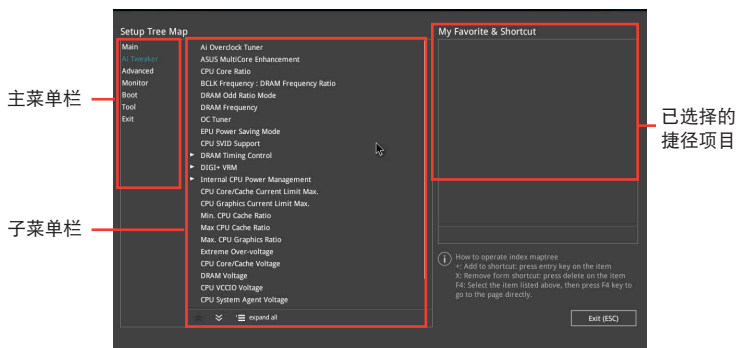 Setup Tree Map
Main
Ai Tweaker
Advanced
Monitor
Boot
Tool
Exit
Ai Overclock Tuner
ASUS MultiCore Enhancement
CPU Core Ratio
BCLK Frequency : DRAM Frequency Ratio
DRAM Odd Ratio Mode
DRAM Frequency
OC Tuner
EPU Power Saving Mode
CPU SVID Support
DRAM Timing Control
DIGI+ VRM
Internal CPU Power Management
CPU Core/Cache Current Limit Max.
CPU Graphics Current Limit Max.
Min. CPU Cache Ratio
Max CPU Cache Ratio
Max. CPU Graphics Ratio
Extreme Over-voltage
CPU Core/Cache Voltage
DRAM Voltage
CPU VCCIO Voltage
CPU System Agent Voltage
expand all
My Favorite & Shortcut
How to operate index maptree
+: Add to shortcut: press entry key on the item
X: Remove form shortcut: press delete on the item
F4: Select the item listed above, then press F4 key to
go to the page directly.
Exit (ESC)
主菜单栏
子菜单栏
已选择的
捷径项目